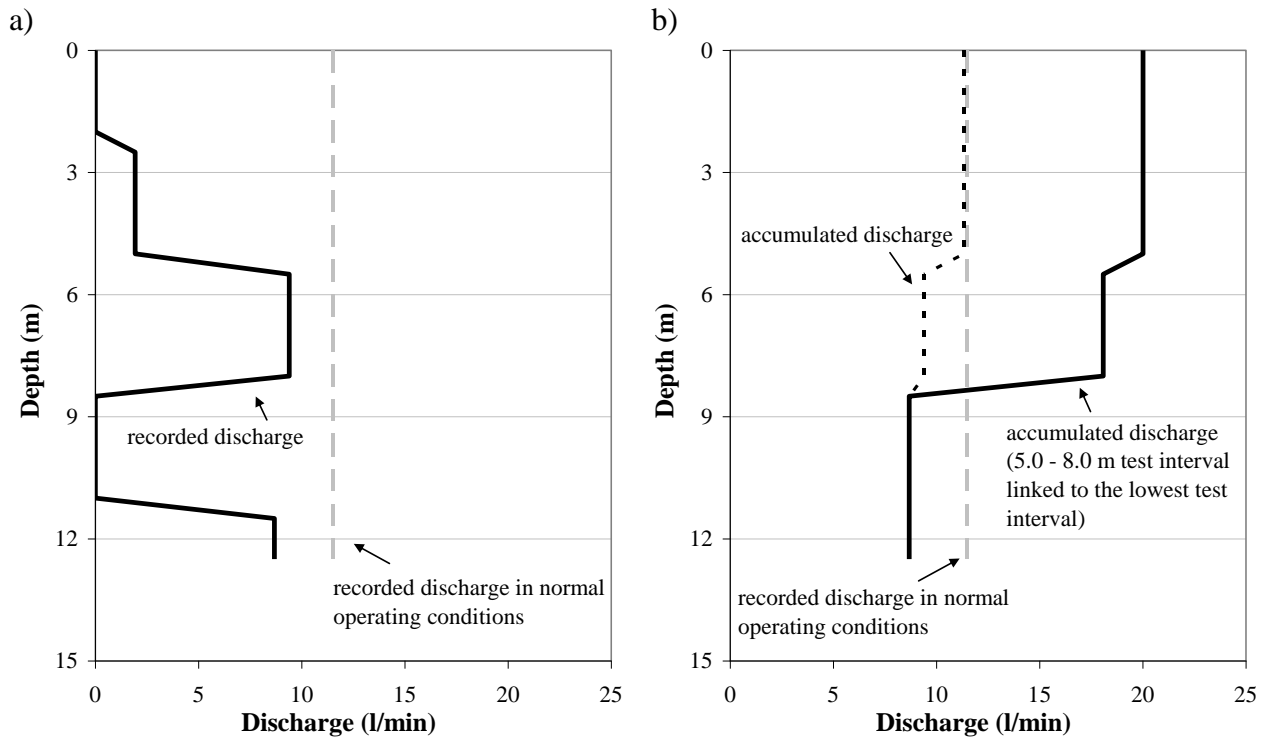 a)
0
3
6
9
12
15
Depth (m)
recorded discharge
recorded discharge in normal
operating conditions
0 5 10 15 20 25
Discharge (l/min)
b)
0
3
6
9
12
15
Depth (m)
accumulated discharge
accumulated discharge
(5.0 - 8.0 m test interval
linked to the lowest test
interval)
recorded discharge in normal
operating conditions
0 5 10 15 20 25
Discharge (l/min)